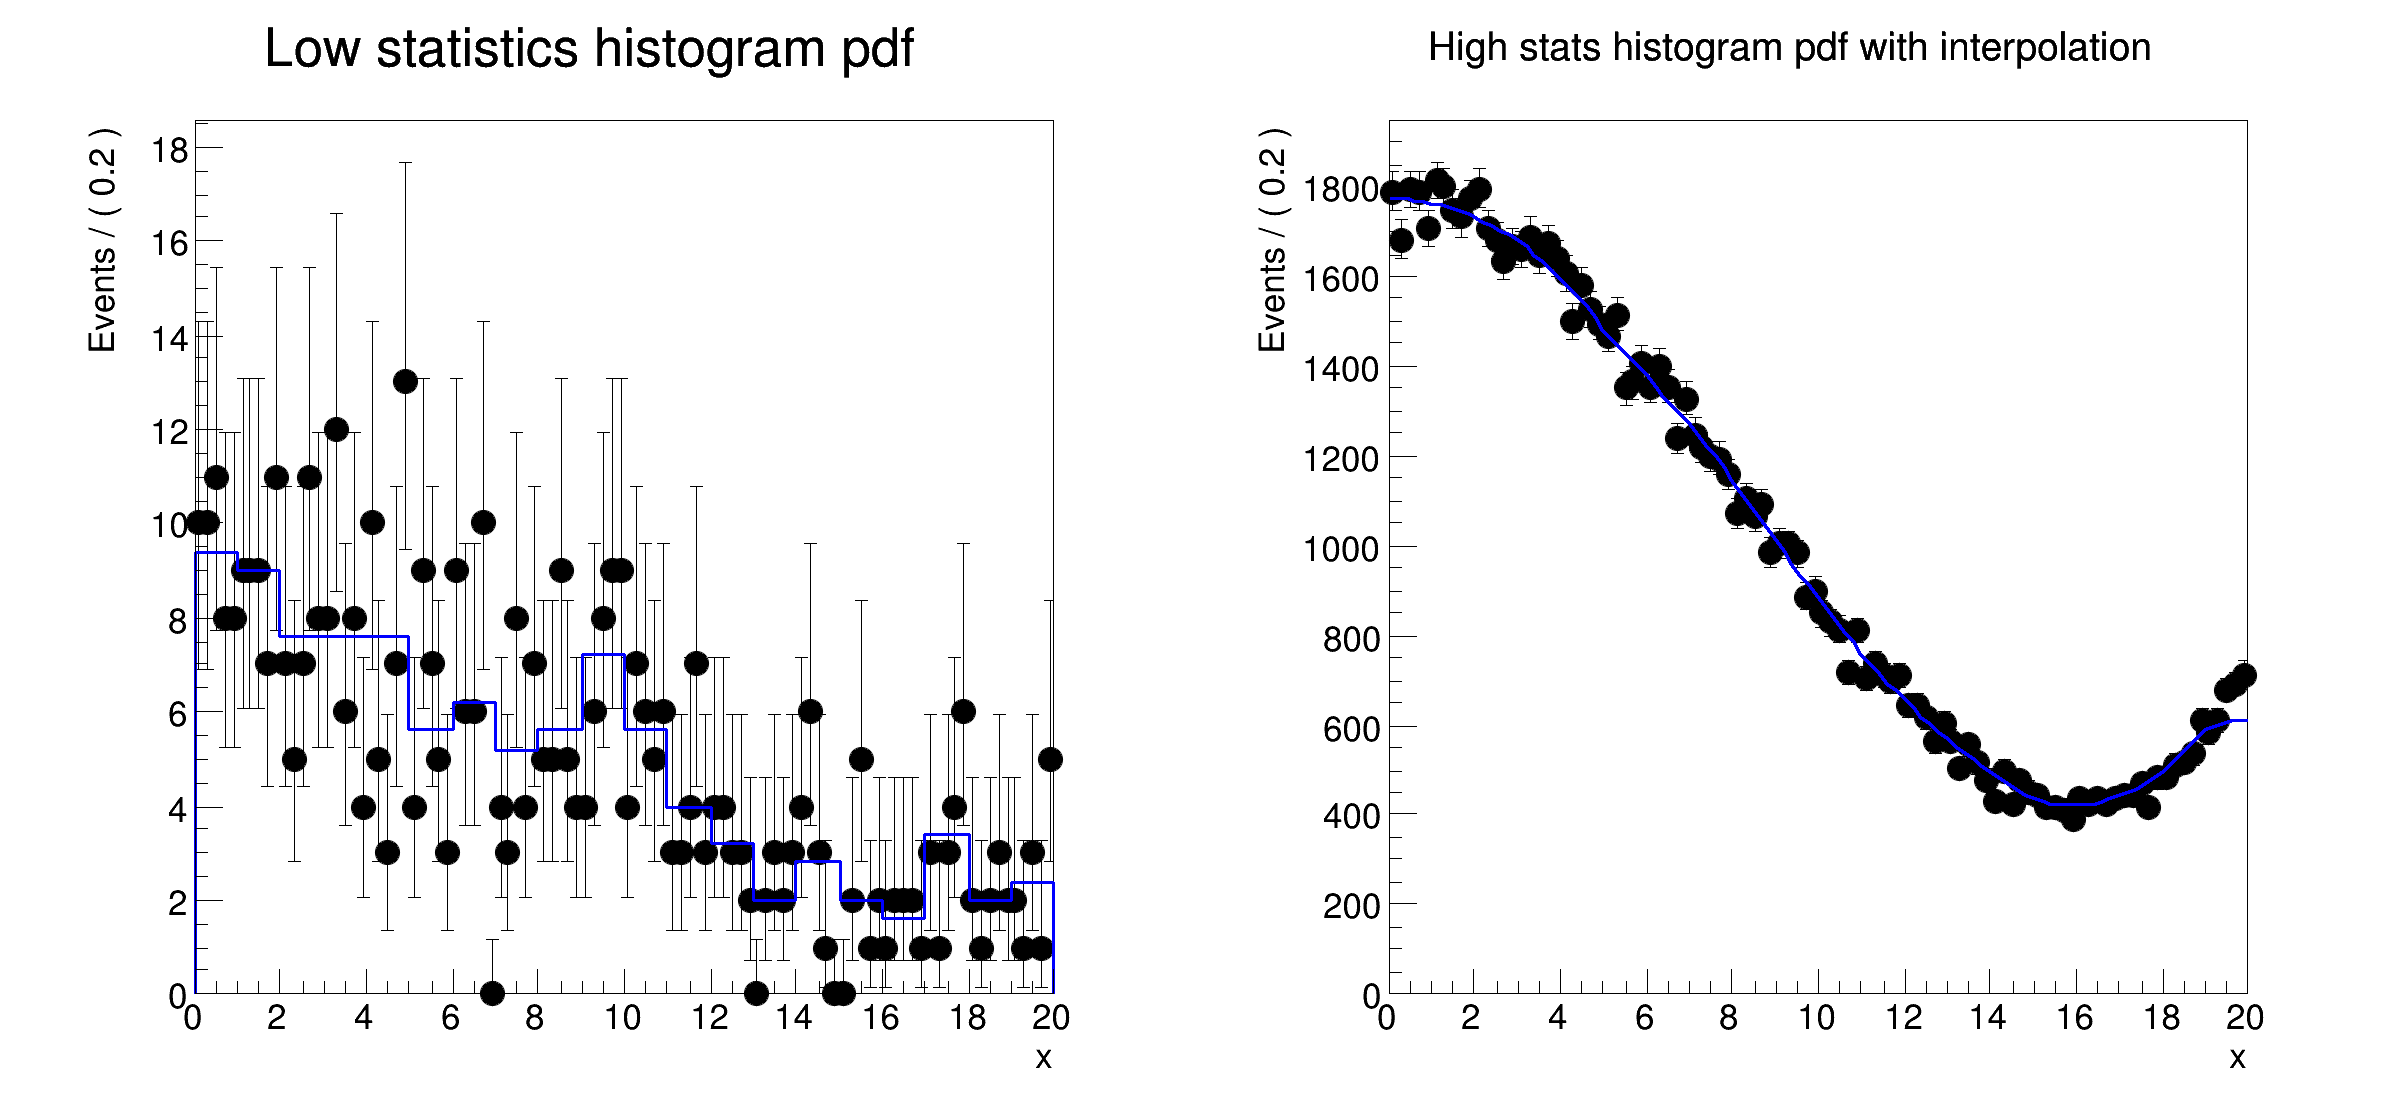 Low statistics histogram pdf
Events / ( 0.2 )
18
16
14
12
10
8
6
4
2
0
0 2 4 6 8 10 12 14 16 18 20
x
High stats histogram pdf with interpolation
Events / ( 0.2 )
1800
1600
1400
1200
1000
800
600
400
200
0
0 2 4 6 8 10 12 14 16 18 20
x